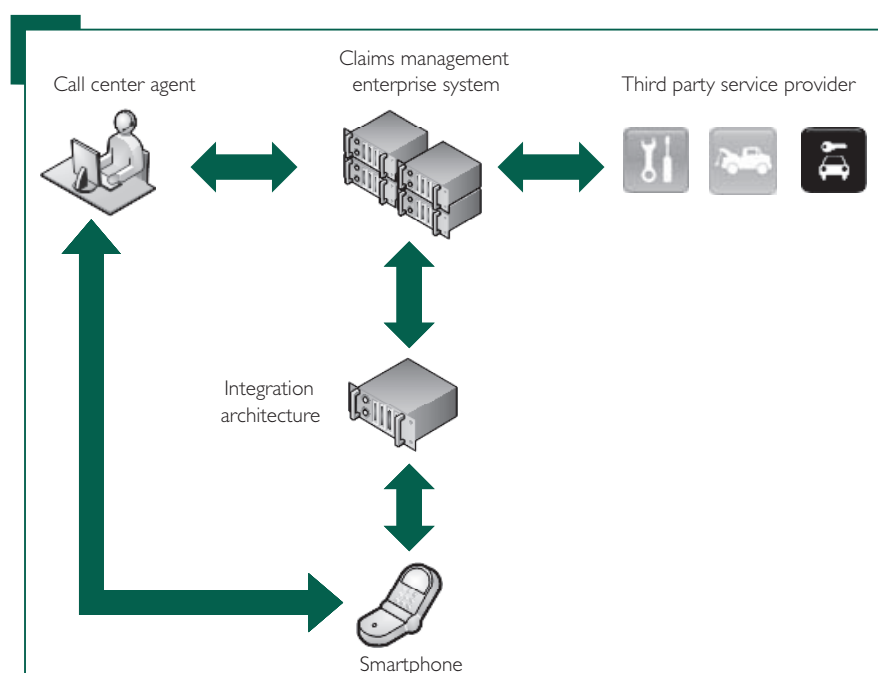 Call center agent
Claims management
enterprise system
Third party service provider
Integration
architecture
Smartphone